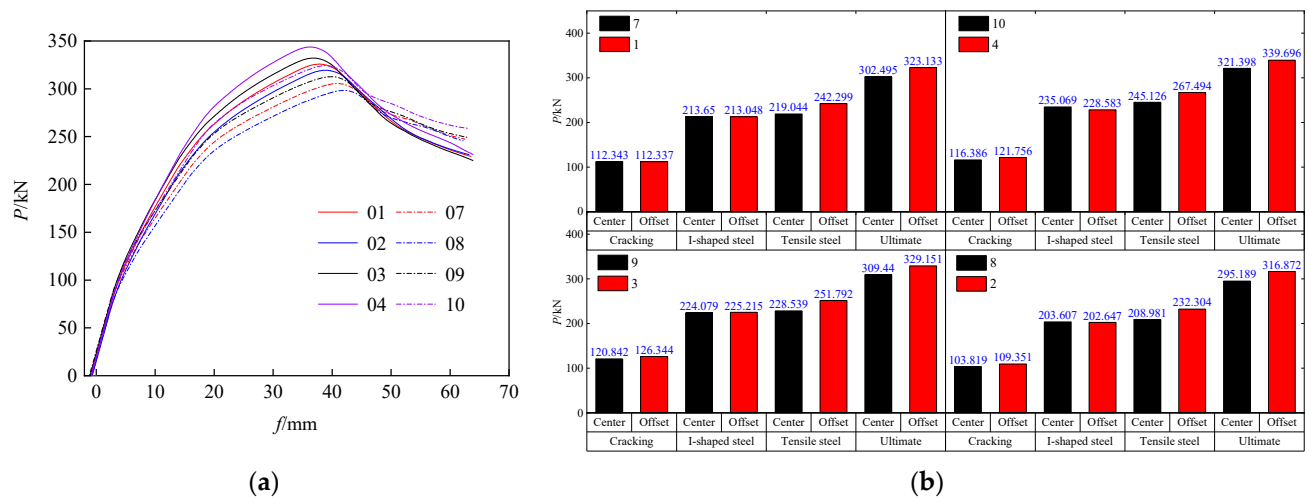 350
300
250
200
150
100
50
0
P/kN
01 07
02 08
03 09
04 10
0 10 20 30 40 50 60 70
f/mm
(a)
400
300
200
100
0
P/kN
7
1
112.343 112.337 213.65 213.048 219.044 242.299 302.495 323.133
Center Offset Center Offset Center Offset Center Offset
Cracking I-shaped steel Tensile steel Ultimate
10
4
116.386 121.756 235.069 228.583 245.126 267.494 321.398 339.696
Center Offset Center Offset Center Offset Center Offset
Cracking I-shaped steel Tensile steel Ultimate
400
300
200
100
0
P/kN
9
3
120.842 126.344 224.079 225.215 228.539 251.792 309.44 329.151
Center Offset Center Offset Center Offset Center Offset
Cracking I-shaped steel Tensile steel Ultimate
8
2
103.819 109.351 203.607 202.647 208.981 232.304 295.189 316.872
Center Offset Center Offset Center Offset Center Offset
Cracking I-shaped steel Tensile steel Ultimate
(b)